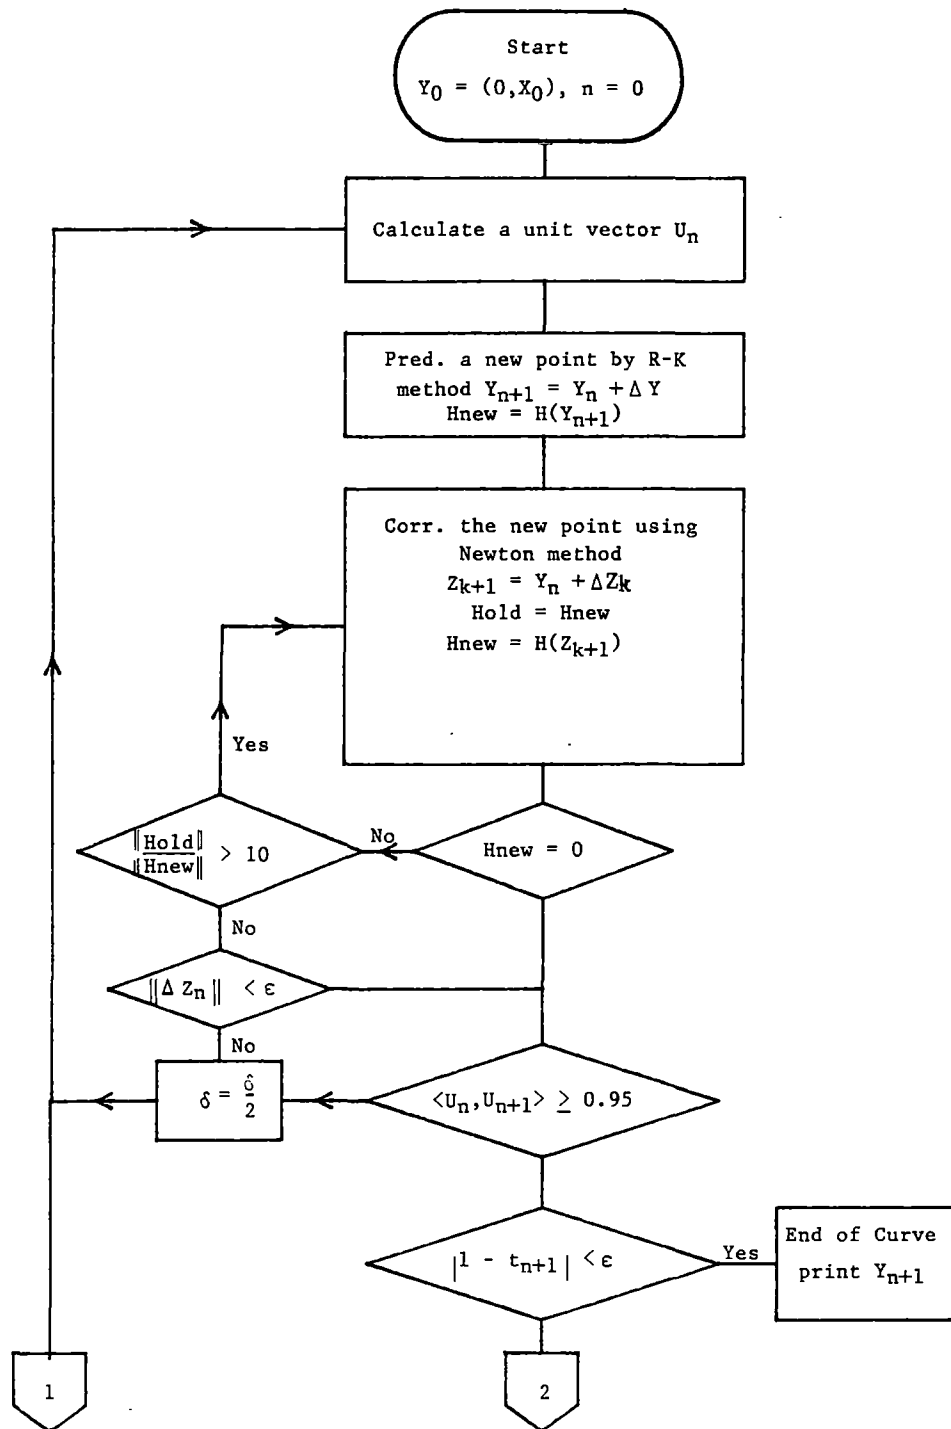 Start
Y0 = (0,X0), n = 0
Calculate a unit vector Un
Pred. a new point by R-K
method Yn+1 = Yn + Δ Y
Hnew = H(Yn+1)
Corr. the new point using
Newton method
Zk+1 = Yn + ΔZk
Hold = Hnew
Hnew = H(Zk+1)
Yes
‖Hold‖
‖Hnew‖ > 10
No
Hnew = 0
No
‖Δ Zn‖ < ε
No
δ = δ/2
<Un,Un+1> ≥ 0.95
|1 - tn+1| < ε
Yes
End of Curve
print Yn+1
1
2